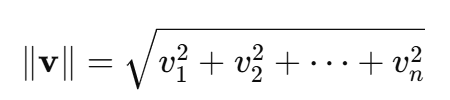 ‖𝐯‖ = √(v₁² + v₂² + ⋯ + vₙ²)